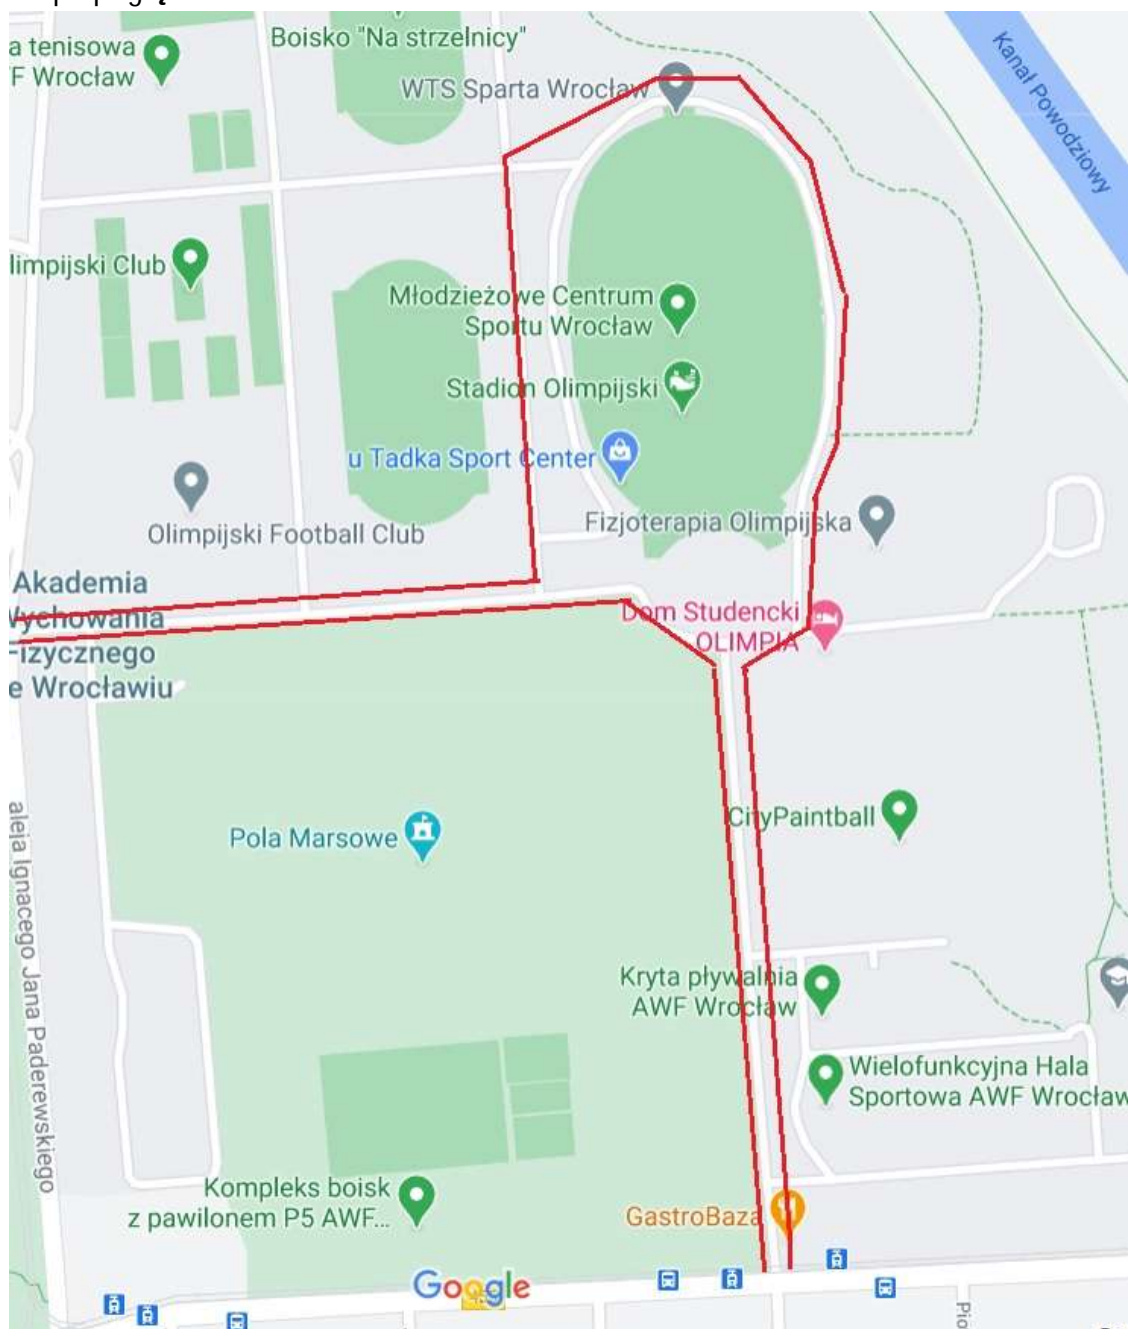 Boisko "Na strzelnicy"
a tenisowa
F Wrocław
WTS Sparta Wrocław
Kanał Powodziowy
limpijski Club
Młodzieżowe Centrum
Sportu Wrocław
Stadion Olimpijski
u Tadka Sport Center
Fizjoterapia Olimpijska
Olimpijski Football Club
Akademia
Wychowania
Fizycznego
e Wrocławiu
Dom Studencki
OLIMPIA
CityPaintball
Pola Marsowe
aleja Ignacego Jana Paderewskiego
Kryta pływalnia
AWF Wrocław
Wielofunkcyjna Hala
Sportowa AWF Wrocław
Kompleks boisk
z pawilonem P5 AWF...
GastroBaza
Google
Pio